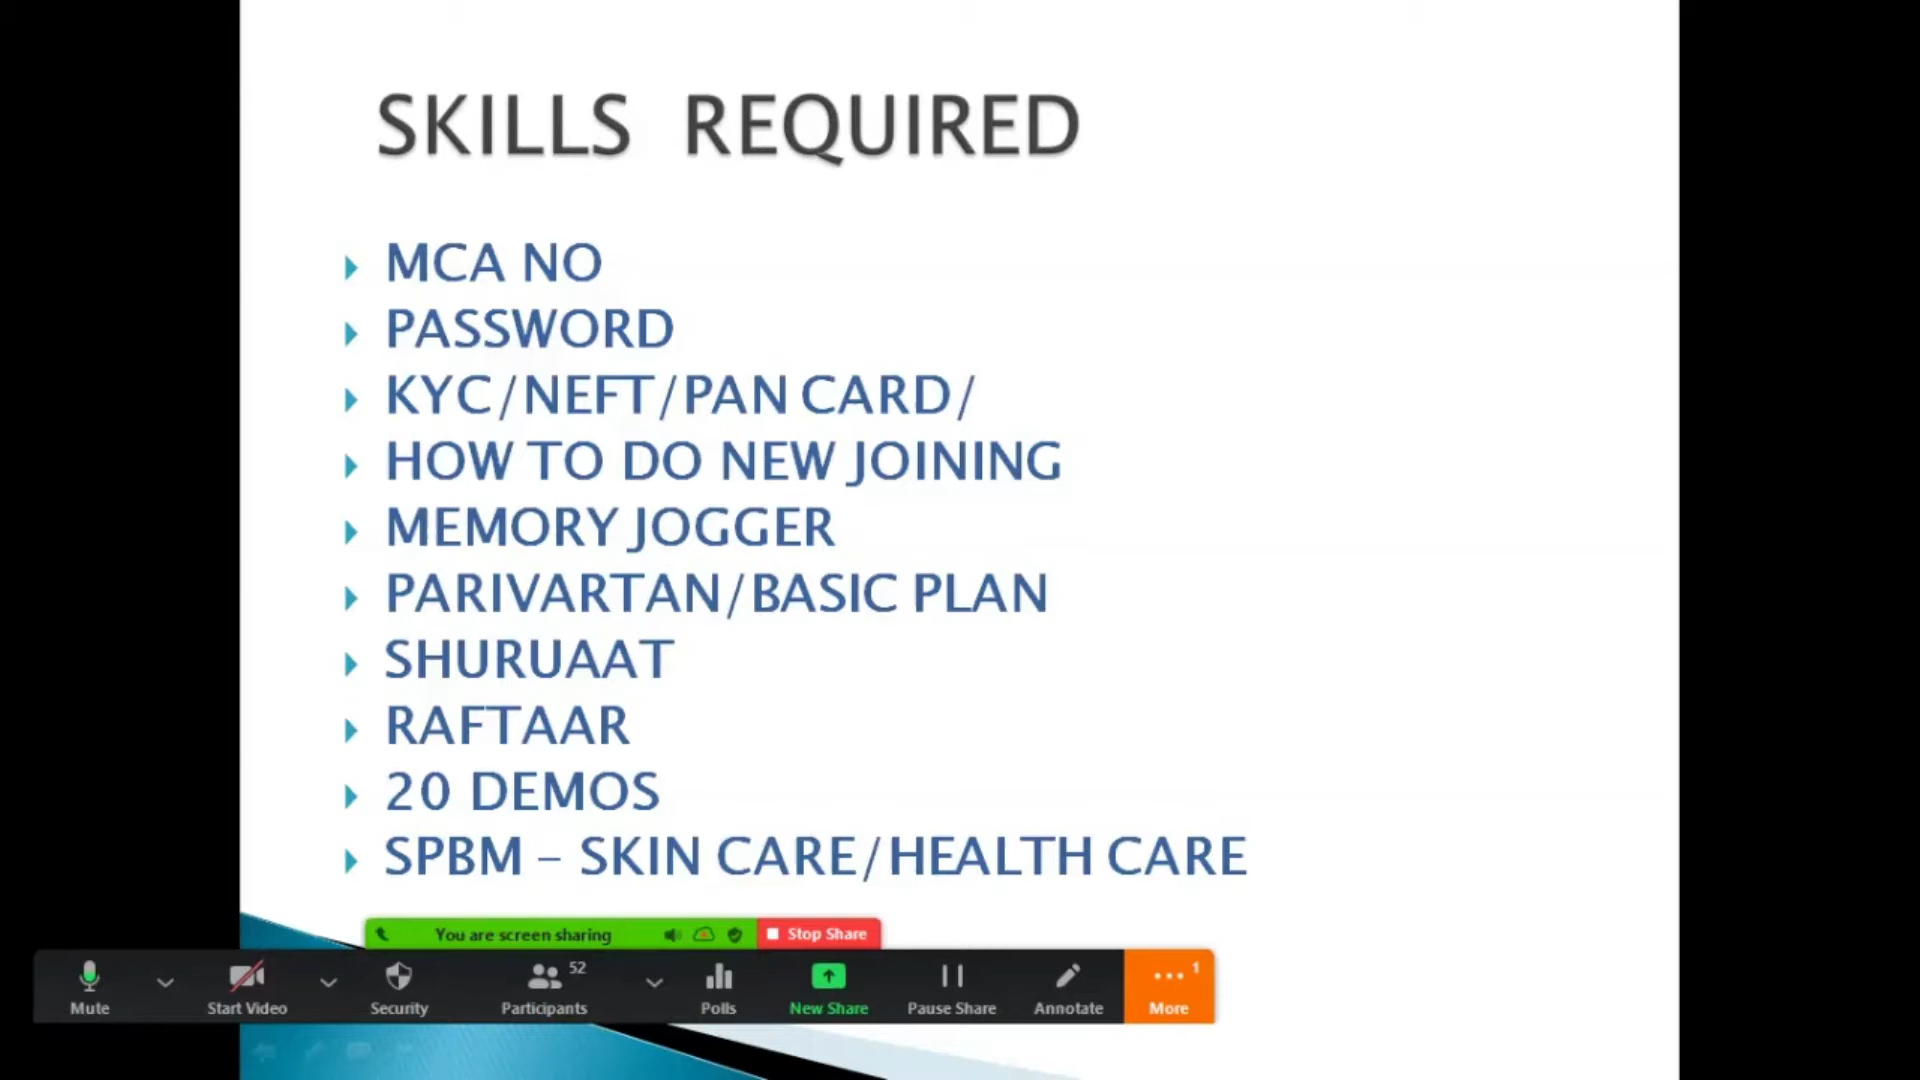 SKILLS REQUIRED
MCA NO
PASSWORD
KYC/NEFT/PAN CARD/
HOW TO DO NEW JOINING
MEMORY JOGGER
PARIVARTAN/BASIC PLAN
SHURUAAT
RAFTAAR
20 DEMOS
SPBM – SKIN CARE/HEALTH CARE
You are screen sharing Stop Share
52 1
Mute Start Video Security Participants Polls New Share Pause Share Annotate More